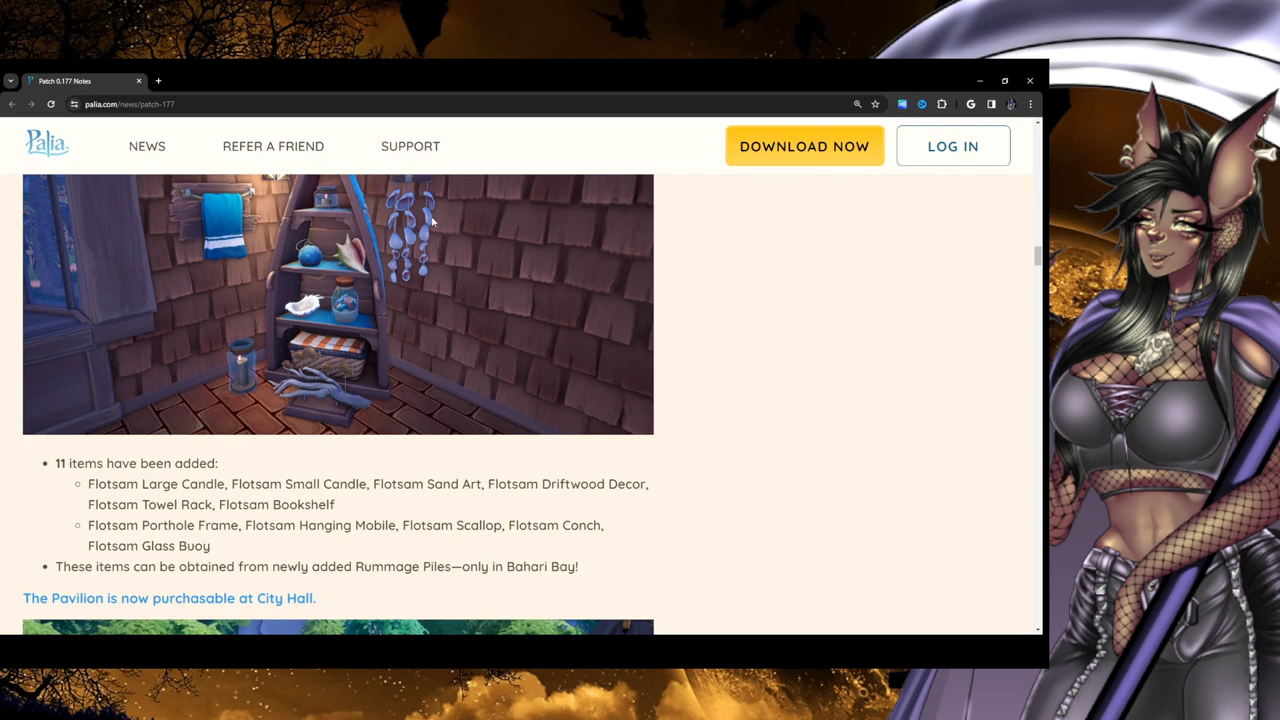 Patch 0.177 Notes
palia.com/news/patch-177
Palia
NEWS
REFER A FRIEND
SUPPORT
DOWNLOAD NOW
LOG IN
11 items have been added:
Flotsam Large Candle, Flotsam Small Candle, Flotsam Sand Art, Flotsam Driftwood Decor,
Flotsam Towel Rack, Flotsam Bookshelf
Flotsam Porthole Frame, Flotsam Hanging Mobile, Flotsam Scallop, Flotsam Conch,
Flotsam Glass Buoy
These items can be obtained from newly added Rummage Piles—only in Bahari Bay!
The Pavilion is now purchasable at City Hall.